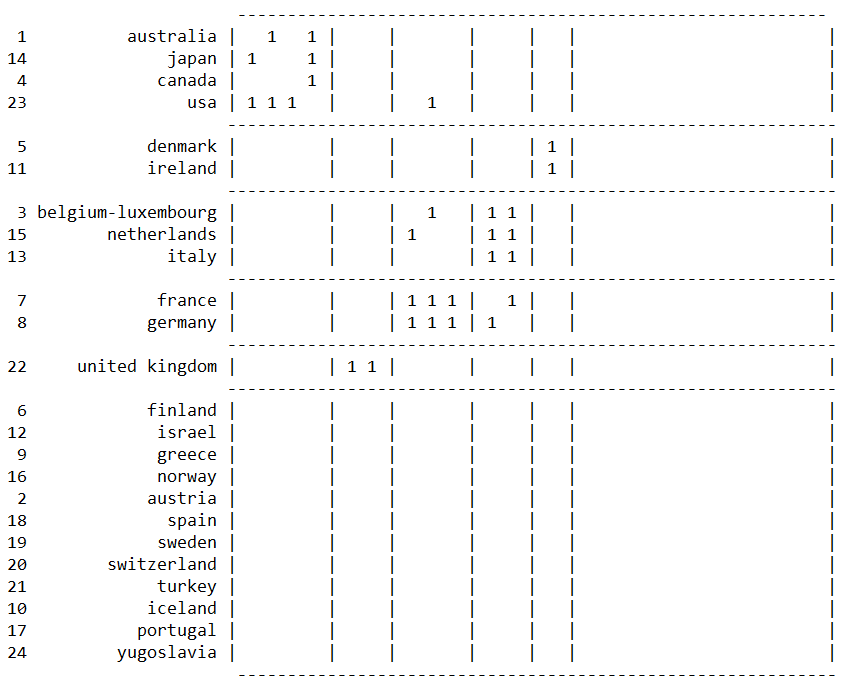 -----------------------------------------------------------
 1          australia |   1   1 |     |       |     |   |                         |
14              japan | 1     1 |     |       |     |   |                         |
 4             canada |       1 |     |       |     |   |                         |
23                usa | 1 1 1   |     |   1   |     |   |                         |
-------------------------------------------------------------
 5            denmark |         |     |       |     | 1 |                         |
11            ireland |         |     |       |     | 1 |                         |
-------------------------------------------------------------
 3 belgium-luxembourg |         |     |   1   | 1 1 |   |                         |
15        netherlands |         |     | 1     | 1 1 |   |                         |
13              italy |         |     |       | 1 1 |   |                         |
-------------------------------------------------------------
 7             france |         |     | 1 1 1 |   1 |   |                         |
 8            germany |         |     | 1 1 1 | 1   |   |                         |
-------------------------------------------------------------
22     united kingdom |         | 1 1 |       |     |   |                         |
-------------------------------------------------------------
 6            finland |         |     |       |     |   |                         |
12             israel |         |     |       |     |   |                         |
 9             greece |         |     |       |     |   |                         |
16             norway |         |     |       |     |   |                         |
 2            austria |         |     |       |     |   |                         |
18              spain |         |     |       |     |   |                         |
19             sweden |         |     |       |     |   |                         |
20        switzerland |         |     |       |     |   |                         |
21             turkey |         |     |       |     |   |                         |
10            iceland |         |     |       |     |   |                         |
17           portugal |         |     |       |     |   |                         |
24         yugoslavia |         |     |       |     |   |                         |
------------------------------------------------------------